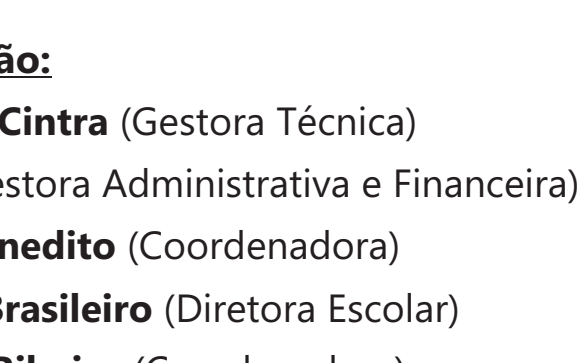 ão:
Cintra (Gestora Técnica)
estora Administrativa e Financeira)
nedito (Coordenadora)
Brasileiro (Diretora Escolar)